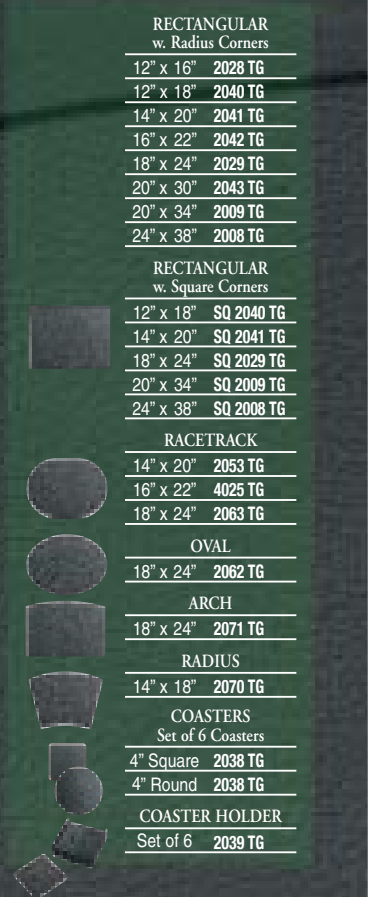 RECTANGULAR
w. Radius Corners
12” x 16” 2028 TG
12” x 18” 2040 TG
14” x 20” 2041 TG
16” x 22” 2042 TG
18” x 24” 2029 TG
20” x 30” 2043 TG
20” x 34” 2009 TG
24” x 38” 2008 TG
RECTANGULAR
w. Square Corners
12” x 18” SQ 2040 TG
14” x 20” SQ 2041 TG
18” x 24” SQ 2029 TG
20” x 34” SQ 2009 TG
24” x 38” SQ 2008 TG
RACETRACK
14” x 20” 2053 TG
16” x 22” 4025 TG
18” x 24” 2063 TG
OVAL
18” x 24” 2062 TG
ARCH
18” x 24” 2071 TG
RADIUS
14” x 18” 2070 TG
COASTERS
Set of 6 Coasters
4” Square 2038 TG
4” Round 2038 TG
COASTER HOLDER
Set of 6 2039 TG